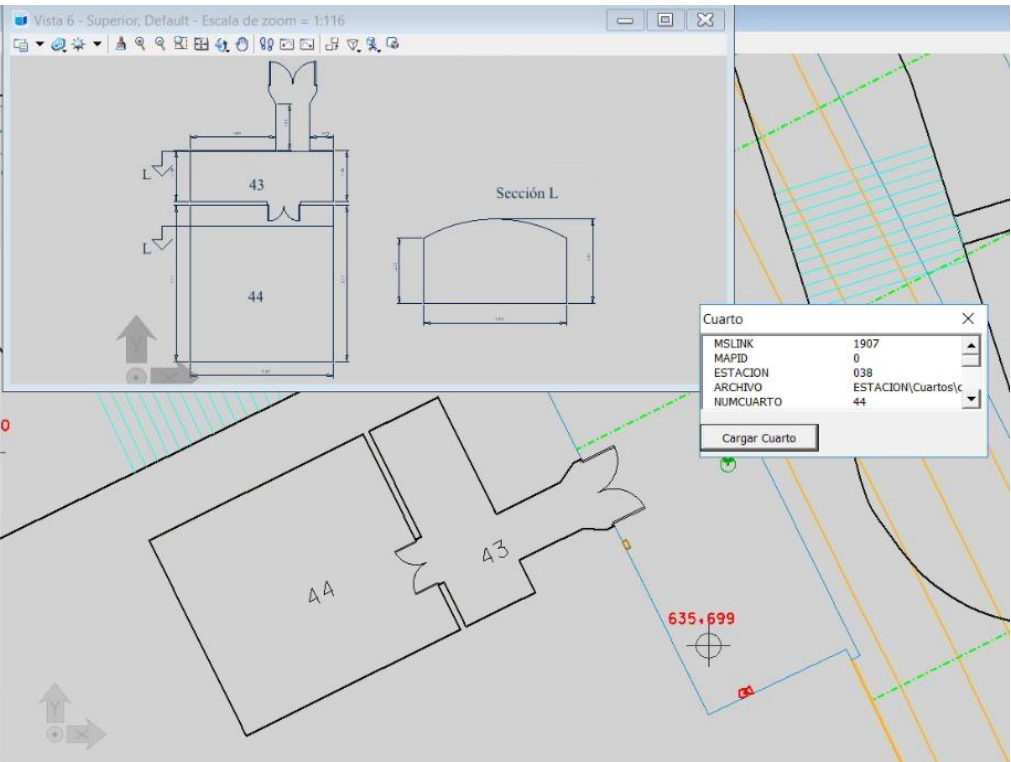 Vista 6 - Superior, Default - Escala de zoom = 1:116
43
L
Sección L
L
44
Cuarto
MSLINK 1907
MAPID 0
ESTACION 038
ARCHIVO ESTACION\Cuartos\c
NUMCUARTO 44
Cargar Cuarto
0
43
44
635,699
Y
X
Y
X